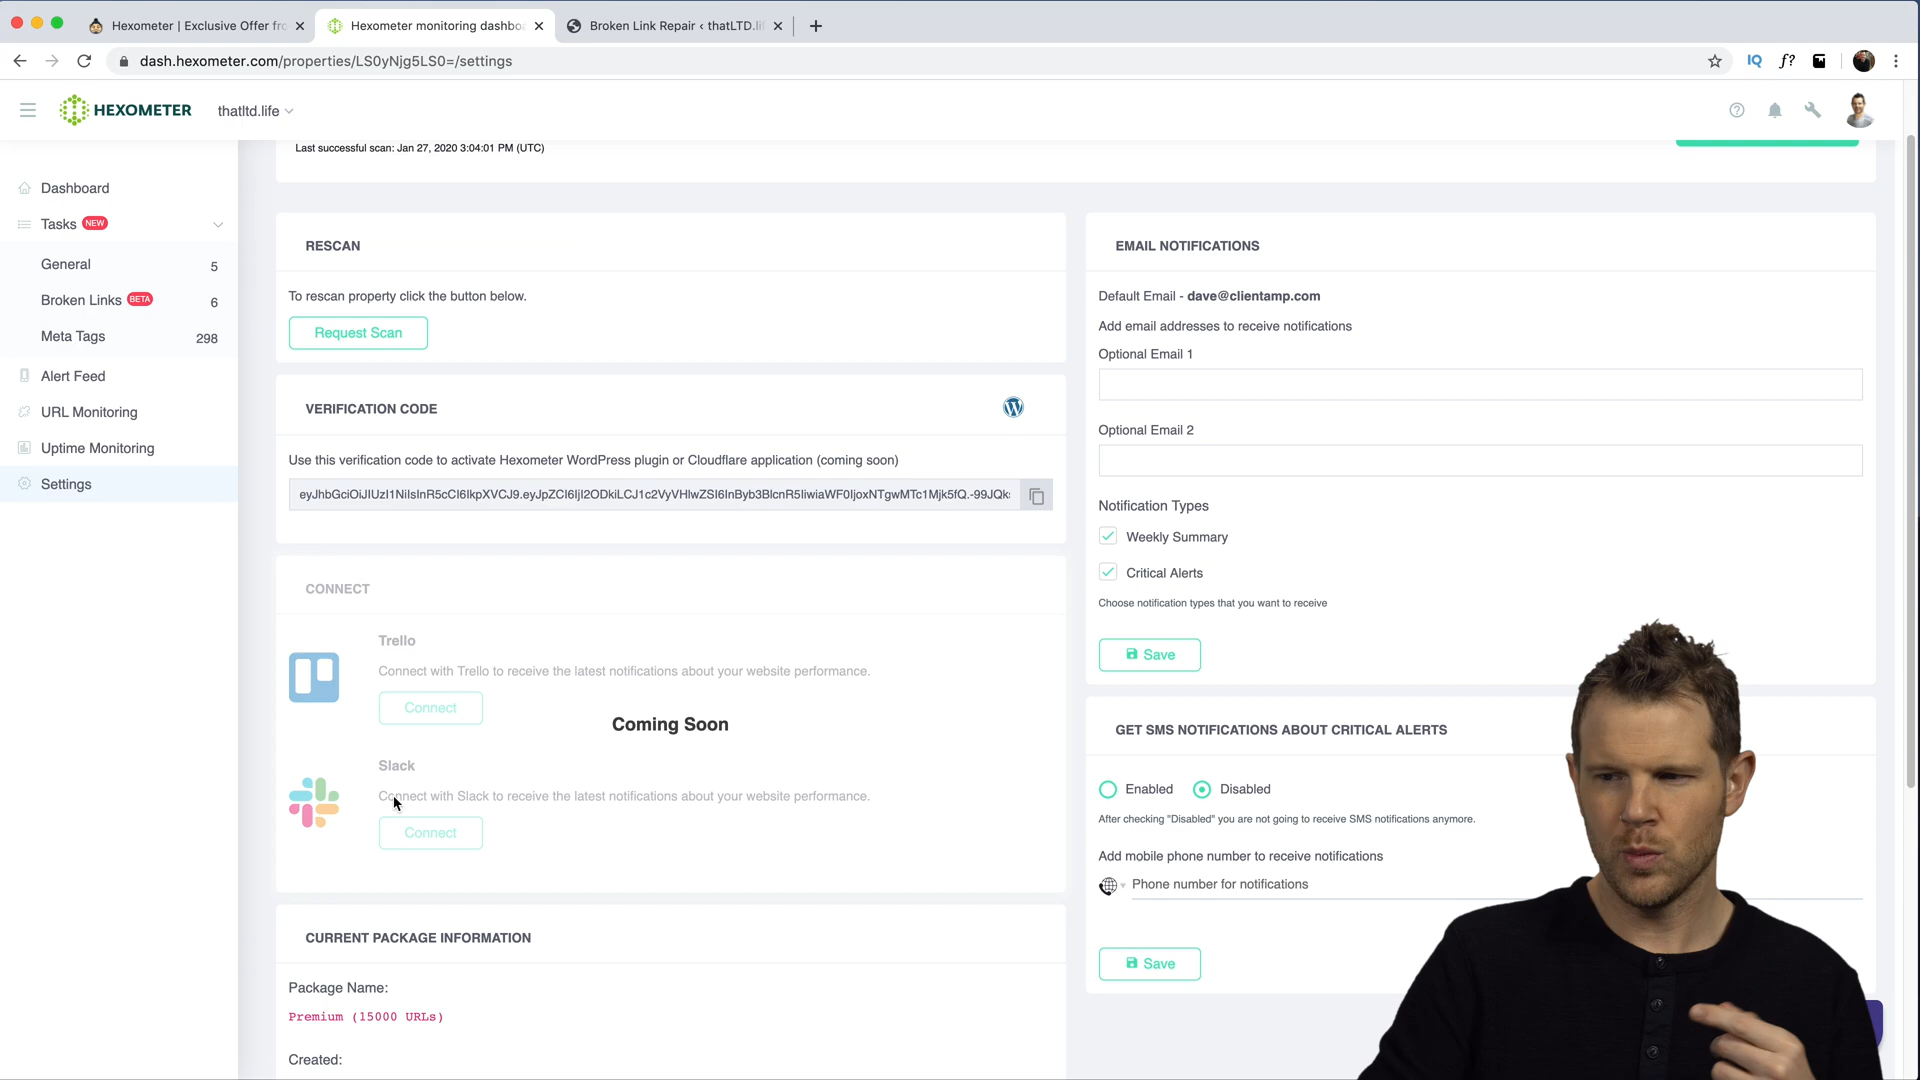 Hexometer | Exclusive Offer fro
Hexometer monitoring dashbo
Broken Link Repair ‹ thatLTD.lif
dash.hexometer.com/properties/LS0yNjg5LS0=/settings
IQ
f?
HEXOMETER
thatltd.life
Last successful scan: Jan 27, 2020 3:04:01 PM (UTC)
Dashboard
Tasks NEW
General 5
Broken Links BETA 6
Meta Tags 298
Alert Feed
URL Monitoring
Uptime Monitoring
Settings
RESCAN
To rescan property click the button below.
Request Scan
VERIFICATION CODE
Use this verification code to activate Hexometer WordPress plugin or Cloudflare application (coming soon)
CONNECT
Trello
Connect with Trello to receive the latest notifications about your website performance.
Connect
Coming Soon
Slack
Connect with Slack to receive the latest notifications about your website performance.
Connect
CURRENT PACKAGE INFORMATION
Package Name:
Premium (15000 URLs)
Created:
EMAIL NOTIFICATIONS
Default Email - dave@clientamp.com
Add email addresses to receive notifications
Optional Email 1
Optional Email 2
Notification Types
Weekly Summary
Critical Alerts
Choose notification types that you want to receive
Save
GET SMS NOTIFICATIONS ABOUT CRITICAL ALERTS
Enabled Disabled
After checking "Disabled" you are not going to receive SMS notifications anymore.
Add mobile phone number to receive notifications
Phone number for notifications
Save